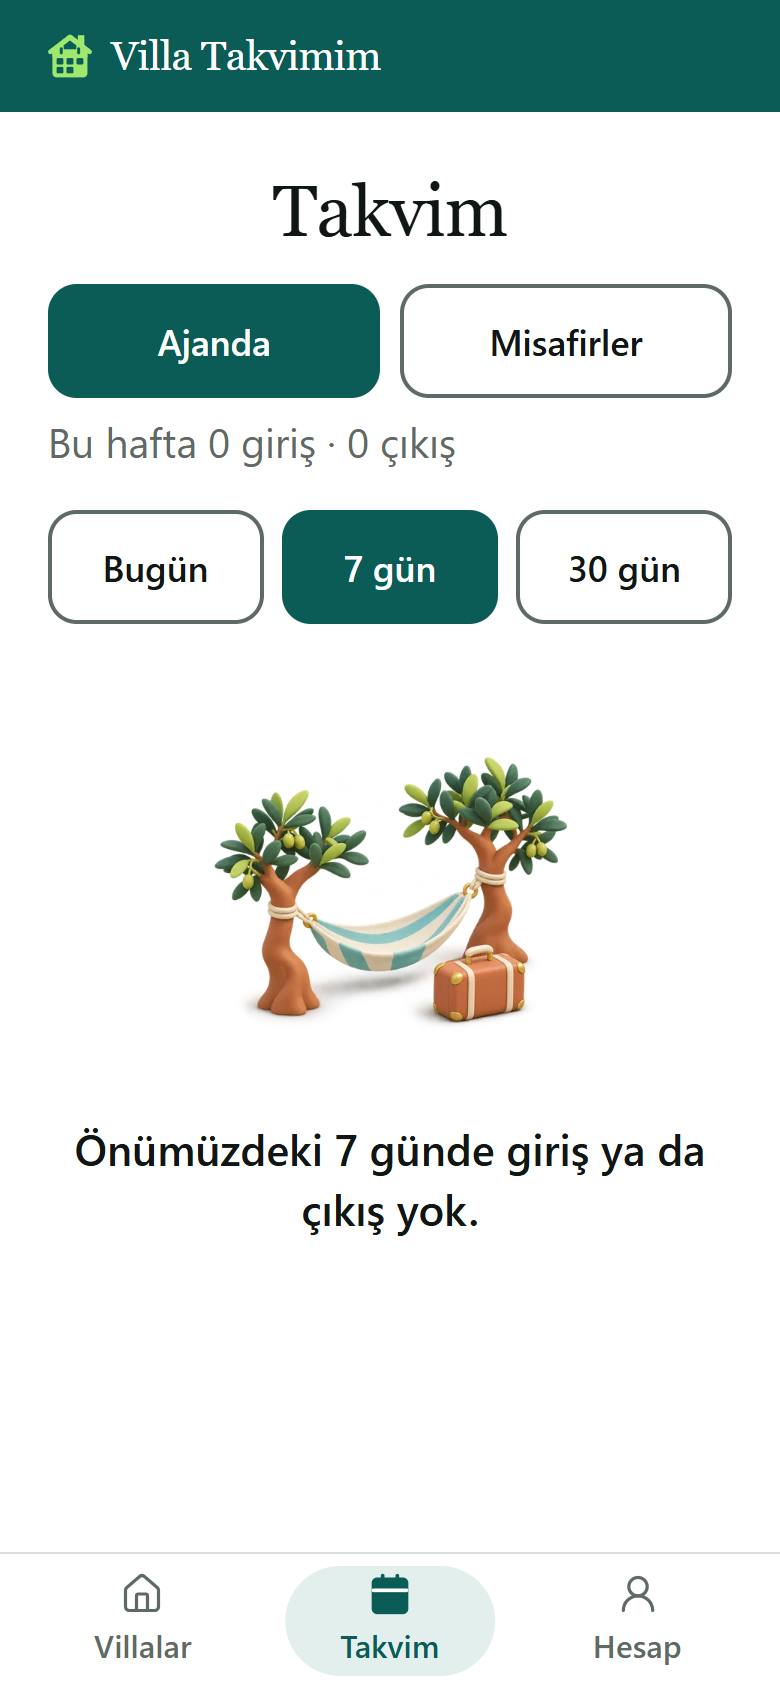 Villa Takvimim
Takvim
Ajanda
Misafirler
Bu hafta 0 giriş · 0 çıkış
Bugün
7 gün
30 gün
Önümüzdeki 7 günde giriş ya da
çıkış yok.
Villalar
Takvim
Hesap